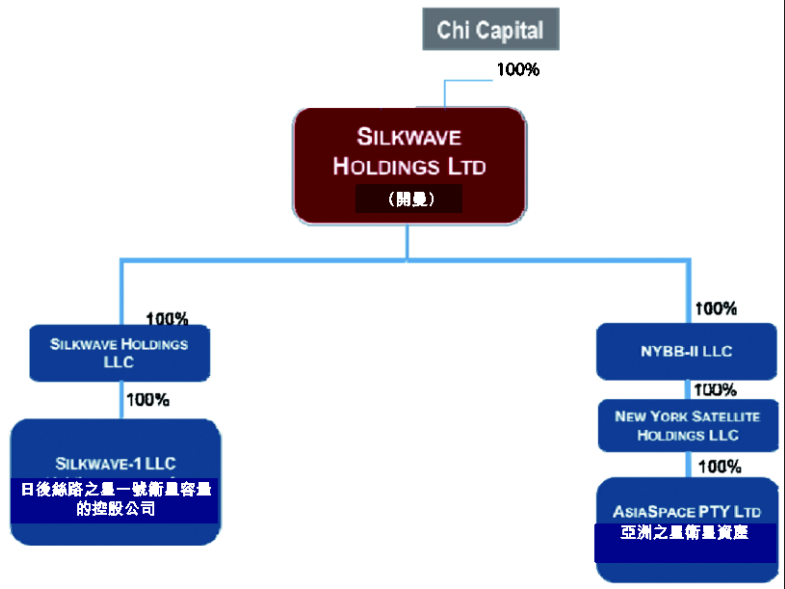 Chi Capital
100%
SILKWAVE
HOLDINGS LTD
（開曼）
100%
100%
SILKWAVE HOLDINGS
LLC
NYBB-II LLC
100%
100%
NEW YORK SATELLITE
HOLDINGS LLC
SILKWAVE-1 LLC
日後絲路之星一號衛星容量
的控股公司
100%
ASIASPACE PTY LTD
亞洲之星衛星資產